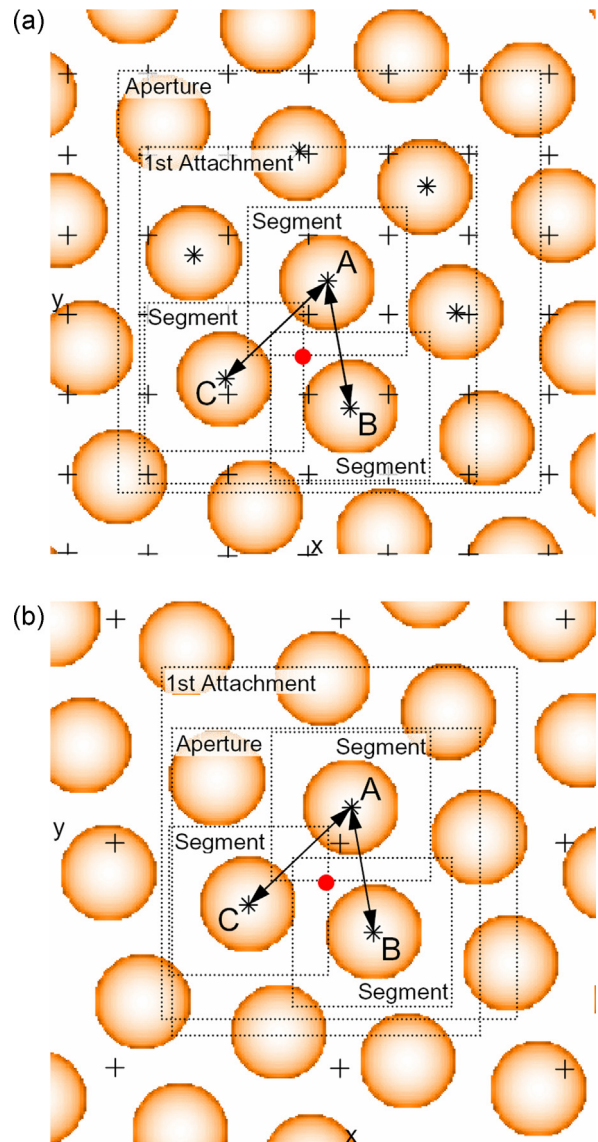 (a)
Aperture
1st Attachment
Segment
A
y
Segment
C
B
Segment
x
(b)
1st Attachment
Aperture
Segment
A
y
Segment
C
B
Segment
x